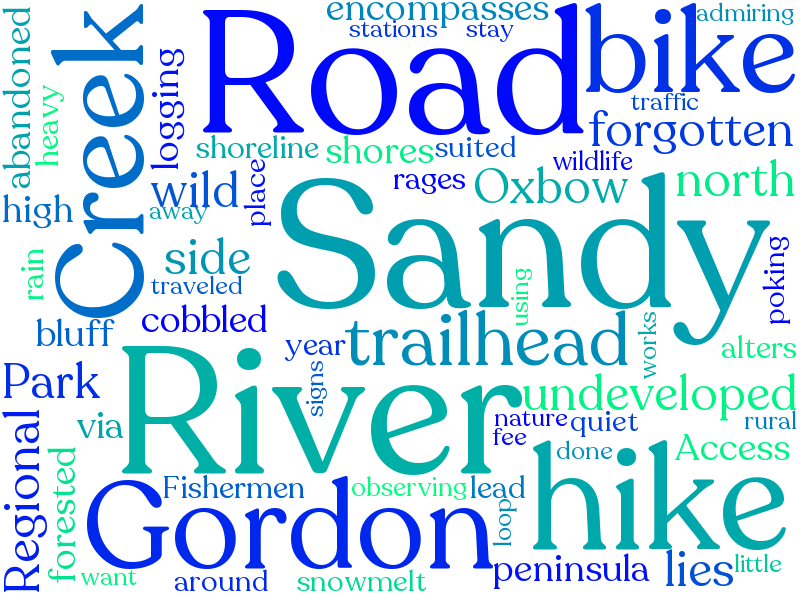 encompasses
admiring
stations
stay
abandoned
heavy
Creek
logging
Road
bike
traffic
forgotten
shoreline
shores
suited
wildlife
high
wild
away
place
rages
Oxbow
north
Sandy
rain
side
traveled
using
poking
bluff
cobbled
year
trailhead
works
alters
Park
signs
River
undeveloped
via
nature
quiet
rural
fee
Regional
forested
done
Access
Fishermen
Gordon
observing
lead
loop
hike
want
around
snowmelt
peninsula
lies
little